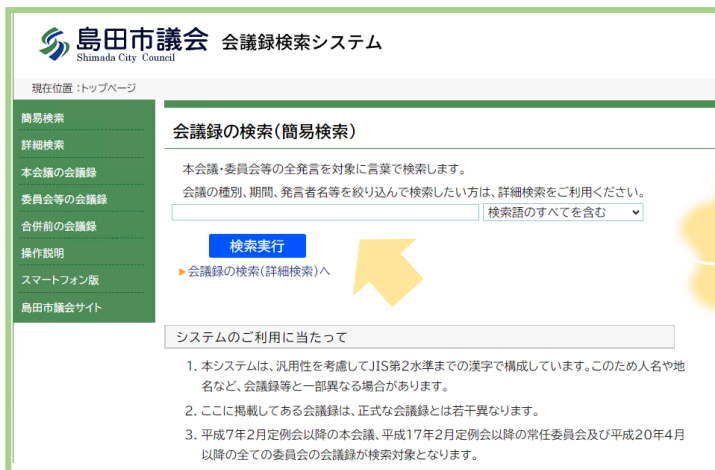 島田市議会 会議録検索システム
Shimada City Council
現在位置：トップページ
簡易検索
詳細検索
本会議の会議録
委員会等の会議録
合併前の会議録
操作説明
スマートフォン版
島田市議会サイト
会議録の検索(簡易検索)
本会議・委員会等の全発言を対象に言葉で検索します。
会議の種別、期間、発言者名等を絞り込んで検索したい方は、詳細検索をご利用ください。
検索語のすべてを含む
検索実行
会議録の検索(詳細検索)へ
システムのご利用に当たって
1. 本システムは、汎用性を考慮してJIS第2水準までの漢字で構成しています。このため人名や地
名など、会議録等と一部異なる場合があります。
2. ここに掲載してある会議録は、正式な会議録とは若干異なります。
3. 平成7年2月定例会以降の本会議、平成17年2月定例会以降の常任委員会及び平成20年4月
以降の全ての委員会の会議録が検索対象となります。